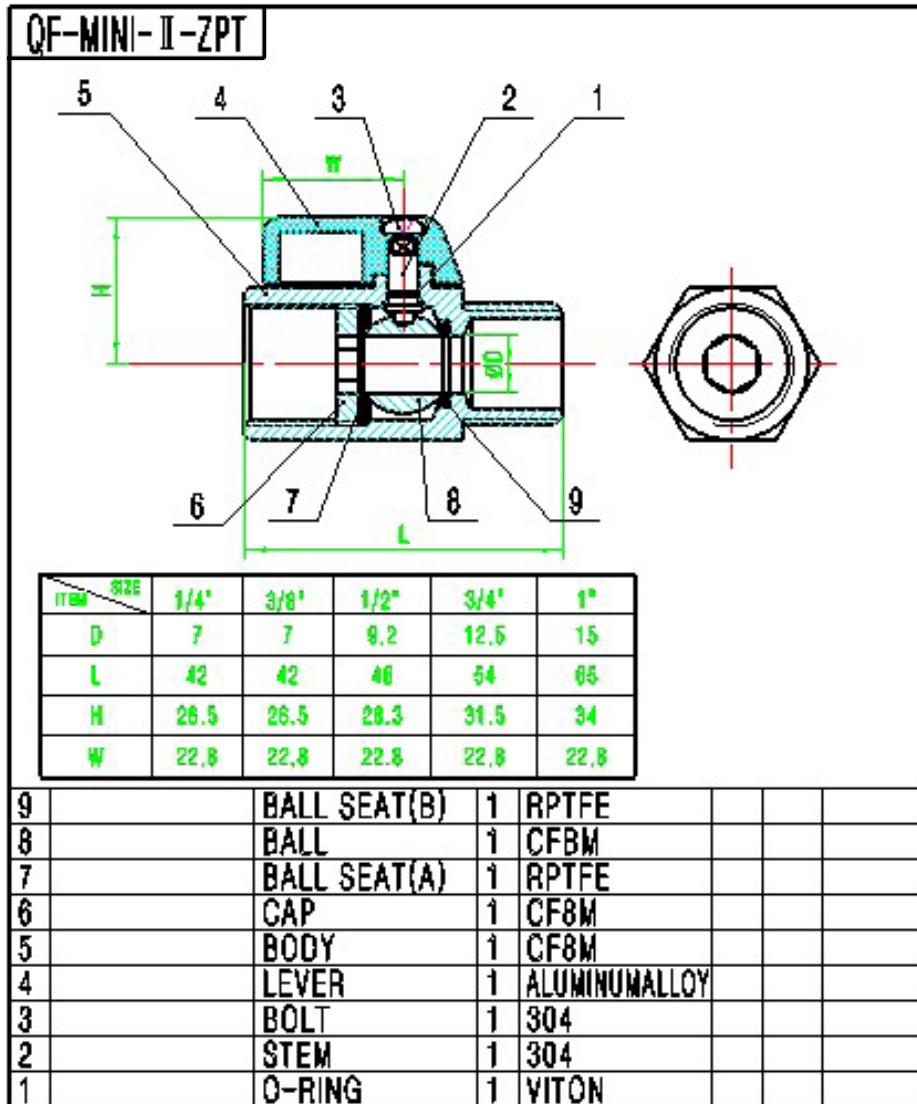 QF-MINI-Ⅱ-ZPT
5 4 3 2 1
W
H
ØD
6 7 8 9
L
ITEM SIZE 1/4" 3/8" 1/2" 3/4" 1"
D 7 7 9.2 12.5 15
L 42 42 46 54 65
H 26.5 26.5 28.3 31.5 34
W 22.8 22.8 22.8 22.8 22.8
9 BALL SEAT(B) 1 RPTFE
8 BALL 1 CF8M
7 BALL SEAT(A) 1 RPTFE
6 CAP 1 CF8M
5 BODY 1 CF8M
4 LEVER 1 ALUMINUMALLOY
3 BOLT 1 304
2 STEM 1 304
1 O-RING 1 VITON